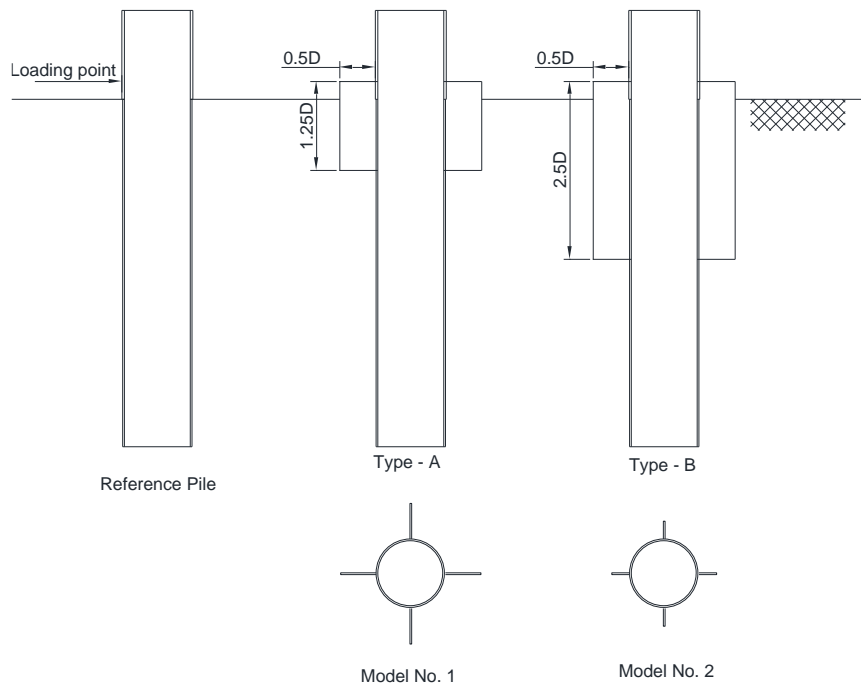 Loading point
0.5D
0.5D
1.25D
2.5D
Reference Pile
Type - A
Type - B
Model No. 1
Model No. 2